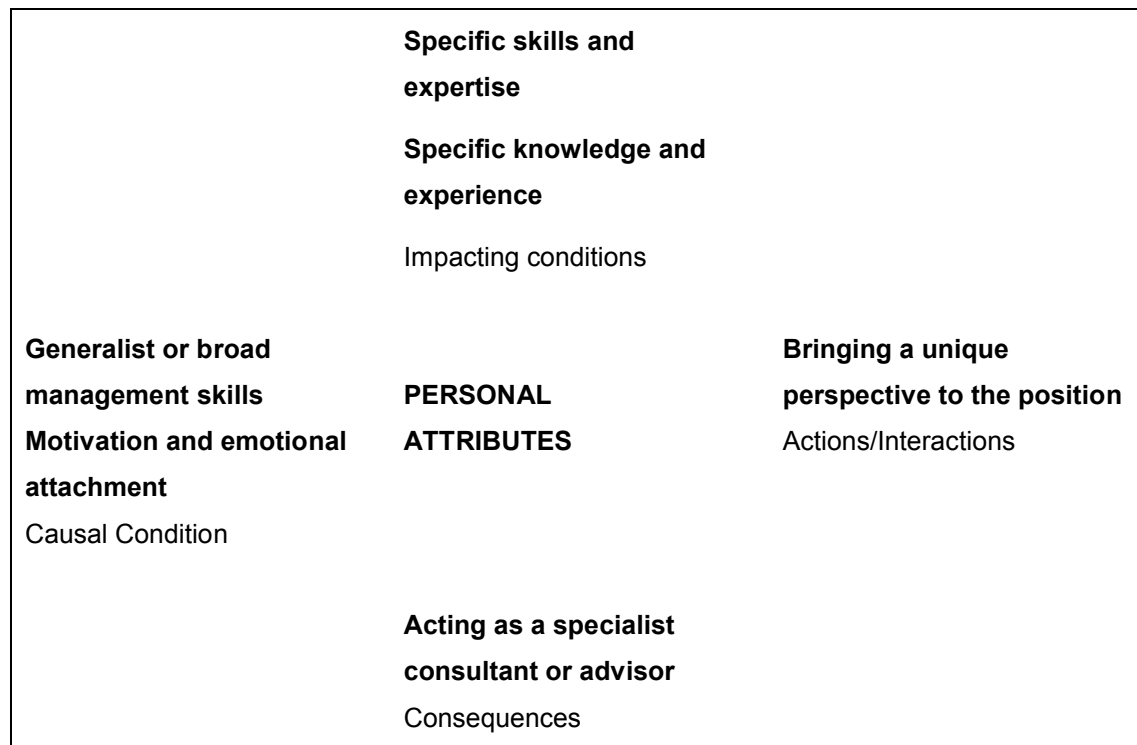 Specific skills and
expertise
Specific knowledge and
experience
Impacting conditions
Generalist or broad
management skills
Motivation and emotional
attachment
Causal Condition
PERSONAL
ATTRIBUTES
Bringing a unique
perspective to the position
Actions/Interactions
Acting as a specialist
consultant or advisor
Consequences